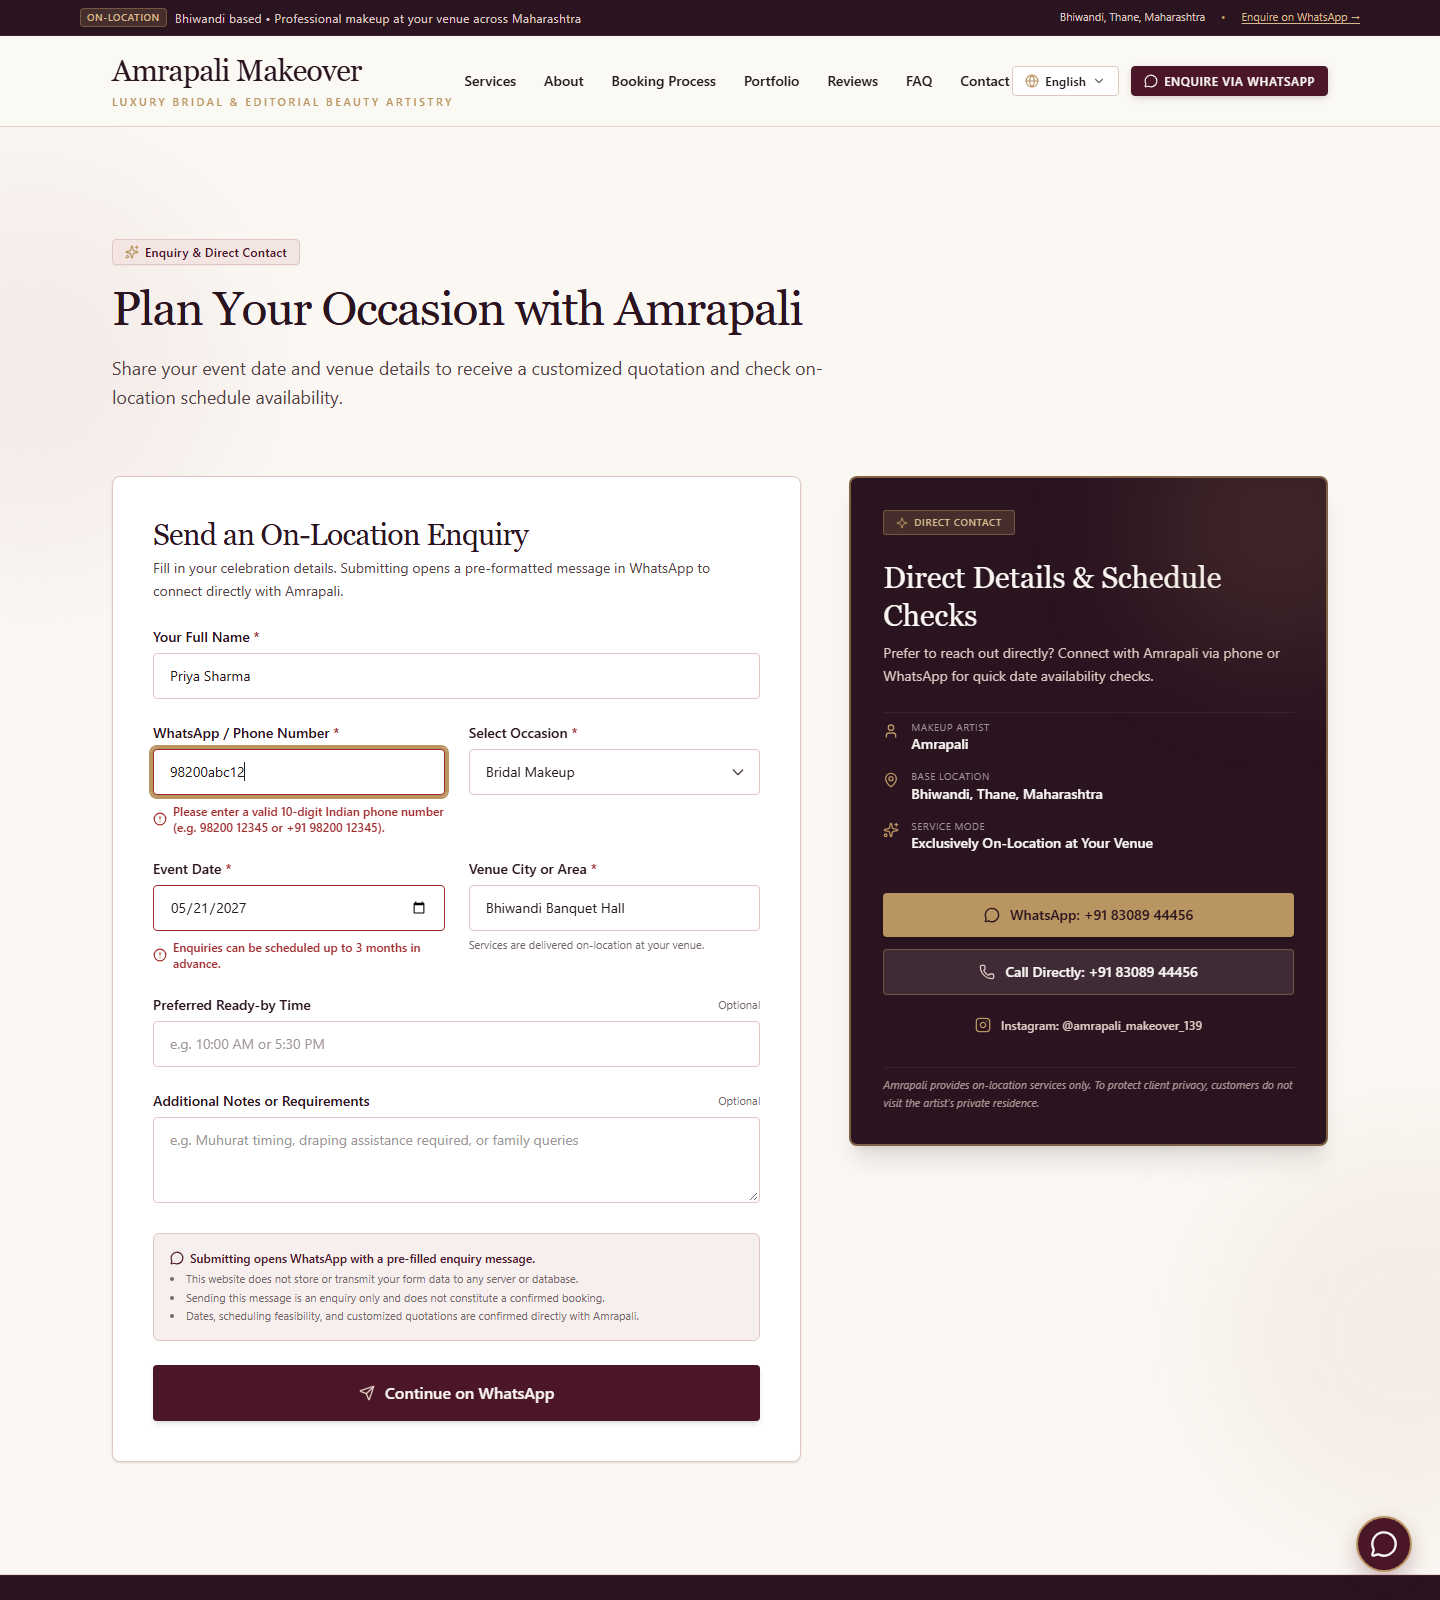 ON-LOCATION Bhiwandi based • Professional makeup at your venue across Maharashtra
Bhiwandi, Thane, Maharashtra • Enquire on WhatsApp →
Amrapali Makeover
LUXURY BRIDAL & EDITORIAL BEAUTY ARTISTRY
Services About Booking Process Portfolio Reviews FAQ Contact
English
ENQUIRE VIA WHATSAPP
Enquiry & Direct Contact
Plan Your Occasion with Amrapali
Share your event date and venue details to receive a customized quotation and check on-
location schedule availability.
Send an On-Location Enquiry
Fill in your celebration details. Submitting opens a pre-formatted message in WhatsApp to
connect directly with Amrapali.
Your Full Name *
Priya Sharma
WhatsApp / Phone Number *
98200abc12
Please enter a valid 10-digit Indian phone number
(e.g. 98200 12345 or +91 98200 12345).
Select Occasion *
Bridal Makeup
Event Date *
05/21/2027
Enquiries can be scheduled up to 3 months in
advance.
Venue City or Area *
Bhiwandi Banquet Hall
Services are delivered on-location at your venue.
Preferred Ready-by Time Optional
e.g. 10:00 AM or 5:30 PM
Additional Notes or Requirements Optional
e.g. Muhurat timing, draping assistance required, or family queries
Submitting opens WhatsApp with a pre-filled enquiry message.
• This website does not store or transmit your form data to any server or database.
• Sending this message is an enquiry only and does not constitute a confirmed booking.
• Dates, scheduling feasibility, and customized quotations are confirmed directly with Amrapali.
Continue on WhatsApp
DIRECT CONTACT
Direct Details & Schedule
Checks
Prefer to reach out directly? Connect with Amrapali via phone or
WhatsApp for quick date availability checks.
MAKEUP ARTIST
Amrapali
BASE LOCATION
Bhiwandi, Thane, Maharashtra
SERVICE MODE
Exclusively On-Location at Your Venue
WhatsApp: +91 83089 44456
Call Directly: +91 83089 44456
Instagram: @amrapali_makeover_139
Amrapali provides on-location services only. To protect client privacy, customers do not
visit the artist's private residence.